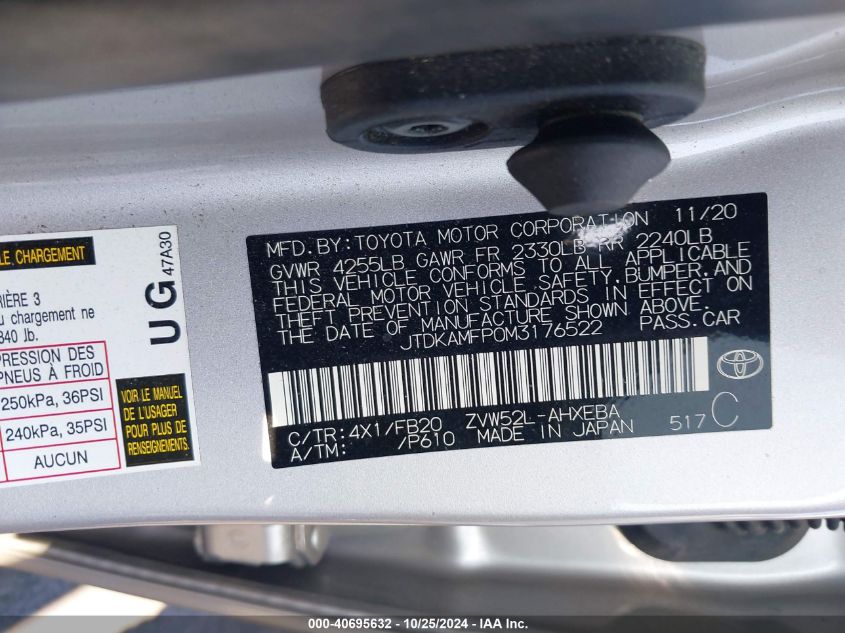 LE CHARGEMENT
RIÈRE 3
u chargement ne
340 lb.
PRESSION DES
PNEUS À FROID
250kPa, 36PSI
240kPa, 35PSI
AUCUN
UG
47A30
VOIR LE MANUEL
DE L'USAGER
POUR PLUS DE
RENSEIGNEMENTS.
MFD. BY: TOYOTA MOTOR CORPORATION 11/20
GVWR 4255LB GAWR FR 2330LB RR 2240LB
THIS VEHICLE CONFORMS TO ALL APPLICABLE
FEDERAL MOTOR VEHICLE SAFETY, BUMPER, AND
THEFT PREVENTION STANDARDS IN EFFECT ON
THE DATE OF MANUFACTURE SHOWN ABOVE.
JTDKAMFP0M3176522 PASS. CAR
C/TR: 4X1/FB20 ZVW52L-AHXEBA
A/TM: /P610 MADE IN JAPAN 517 C
000-40695632 - 10/25/2024 - IAA Inc.